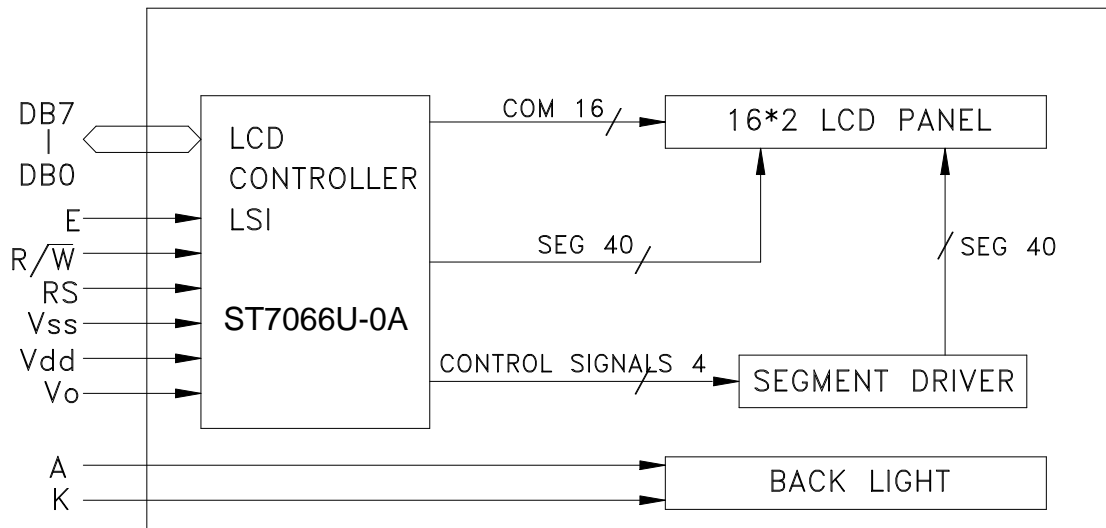 DB7
DB0
E
R/W̅
RS
Vss
Vdd
Vo
A
K
LCD
CONTROLLER
LSI
ST7066U-0A
COM 16
16*2 LCD PANEL
SEG 40
SEG 40
CONTROL SIGNALS 4
SEGMENT DRIVER
BACK LIGHT